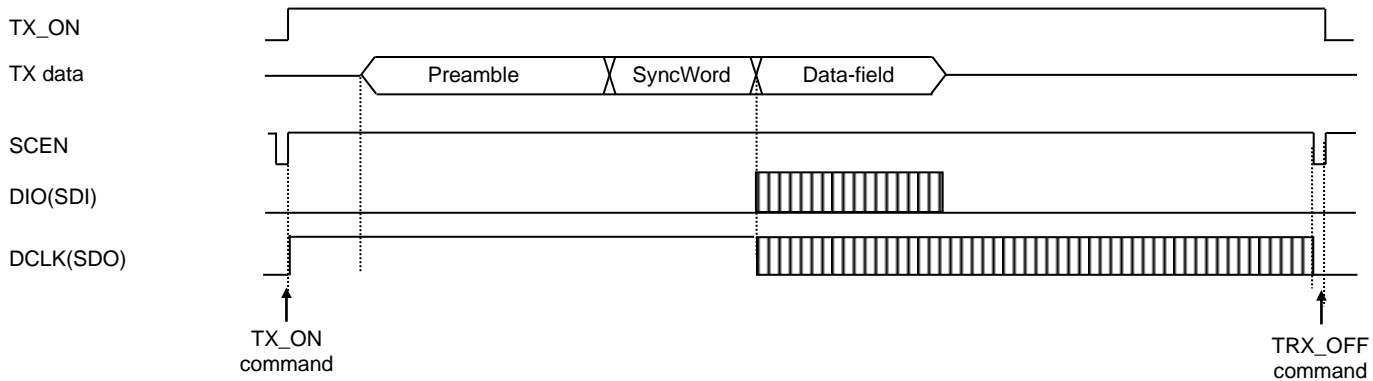 TX_ON
TX data
Preamble
SyncWord
Data-field
SCEN
DIO(SDI)
DCLK(SDO)
TX_ON
command
TRX_OFF
command